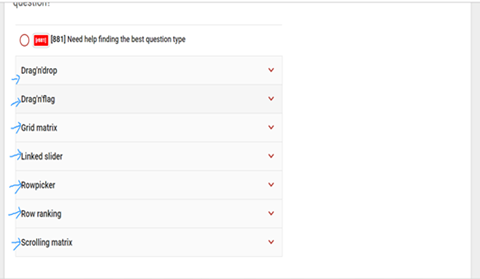 question?
[881] Need help finding the best question type
Drag'n'drop
Drag'n'flag
Grid matrix
Linked slider
Rowpicker
Row ranking
Scrolling matrix